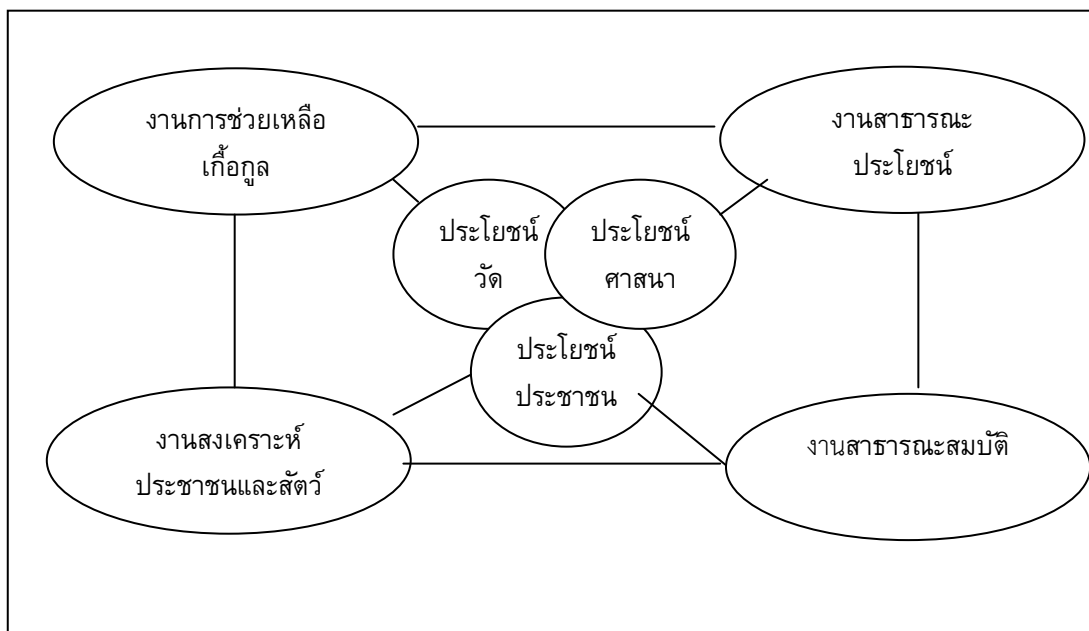 งานการช่วยเหลือ
เกื้อกูล
งานสาธารณะ
ประโยชน์
ประโยชน์
วัด
ประโยชน์
ศาสนา
ประโยชน์
ประชาชน
งานสงเคราะห์
ประชาชนและสัตว์
งานสาธารณะสมบัติ